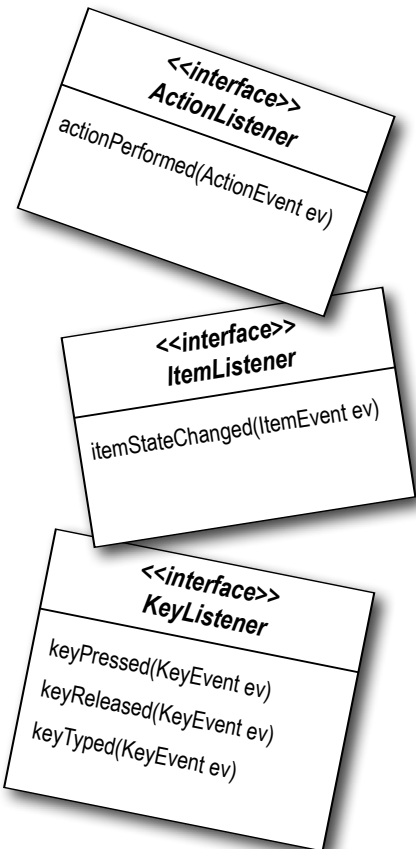 <<interface>>
ActionListener
actionPerformed(ActionEvent ev)
<<interface>>
ItemListener
itemStateChanged(ItemEvent ev)
<<interface>>
KeyListener
keyPressed(KeyEvent ev)
keyReleased(KeyEvent ev)
keyTyped(KeyEvent ev)